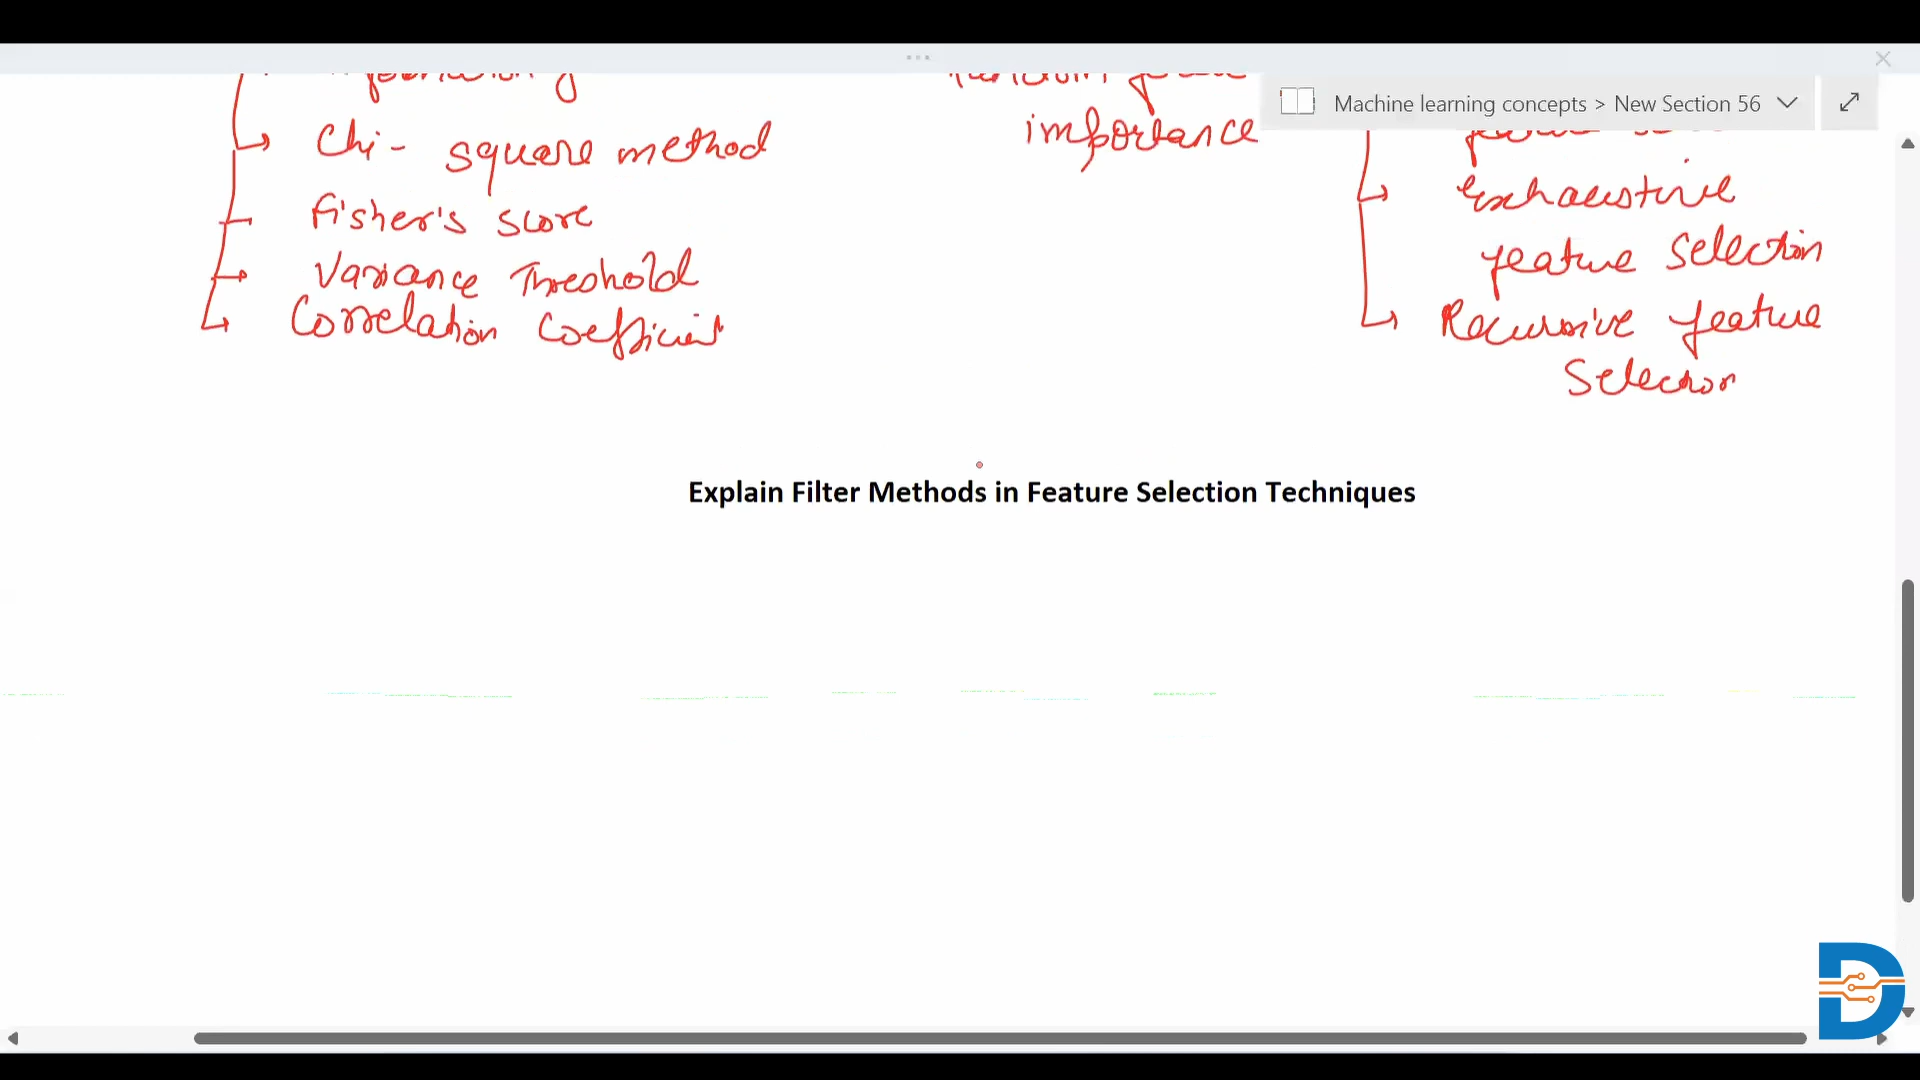 Machine learning concepts > New Section 56
Chi- square method
Fisher's score
Variance Threshold
Correlation Coefficient
importance
Exhaustive
feature Selection
Recursive feature
Selection
Explain Filter Methods in Feature Selection Techniques